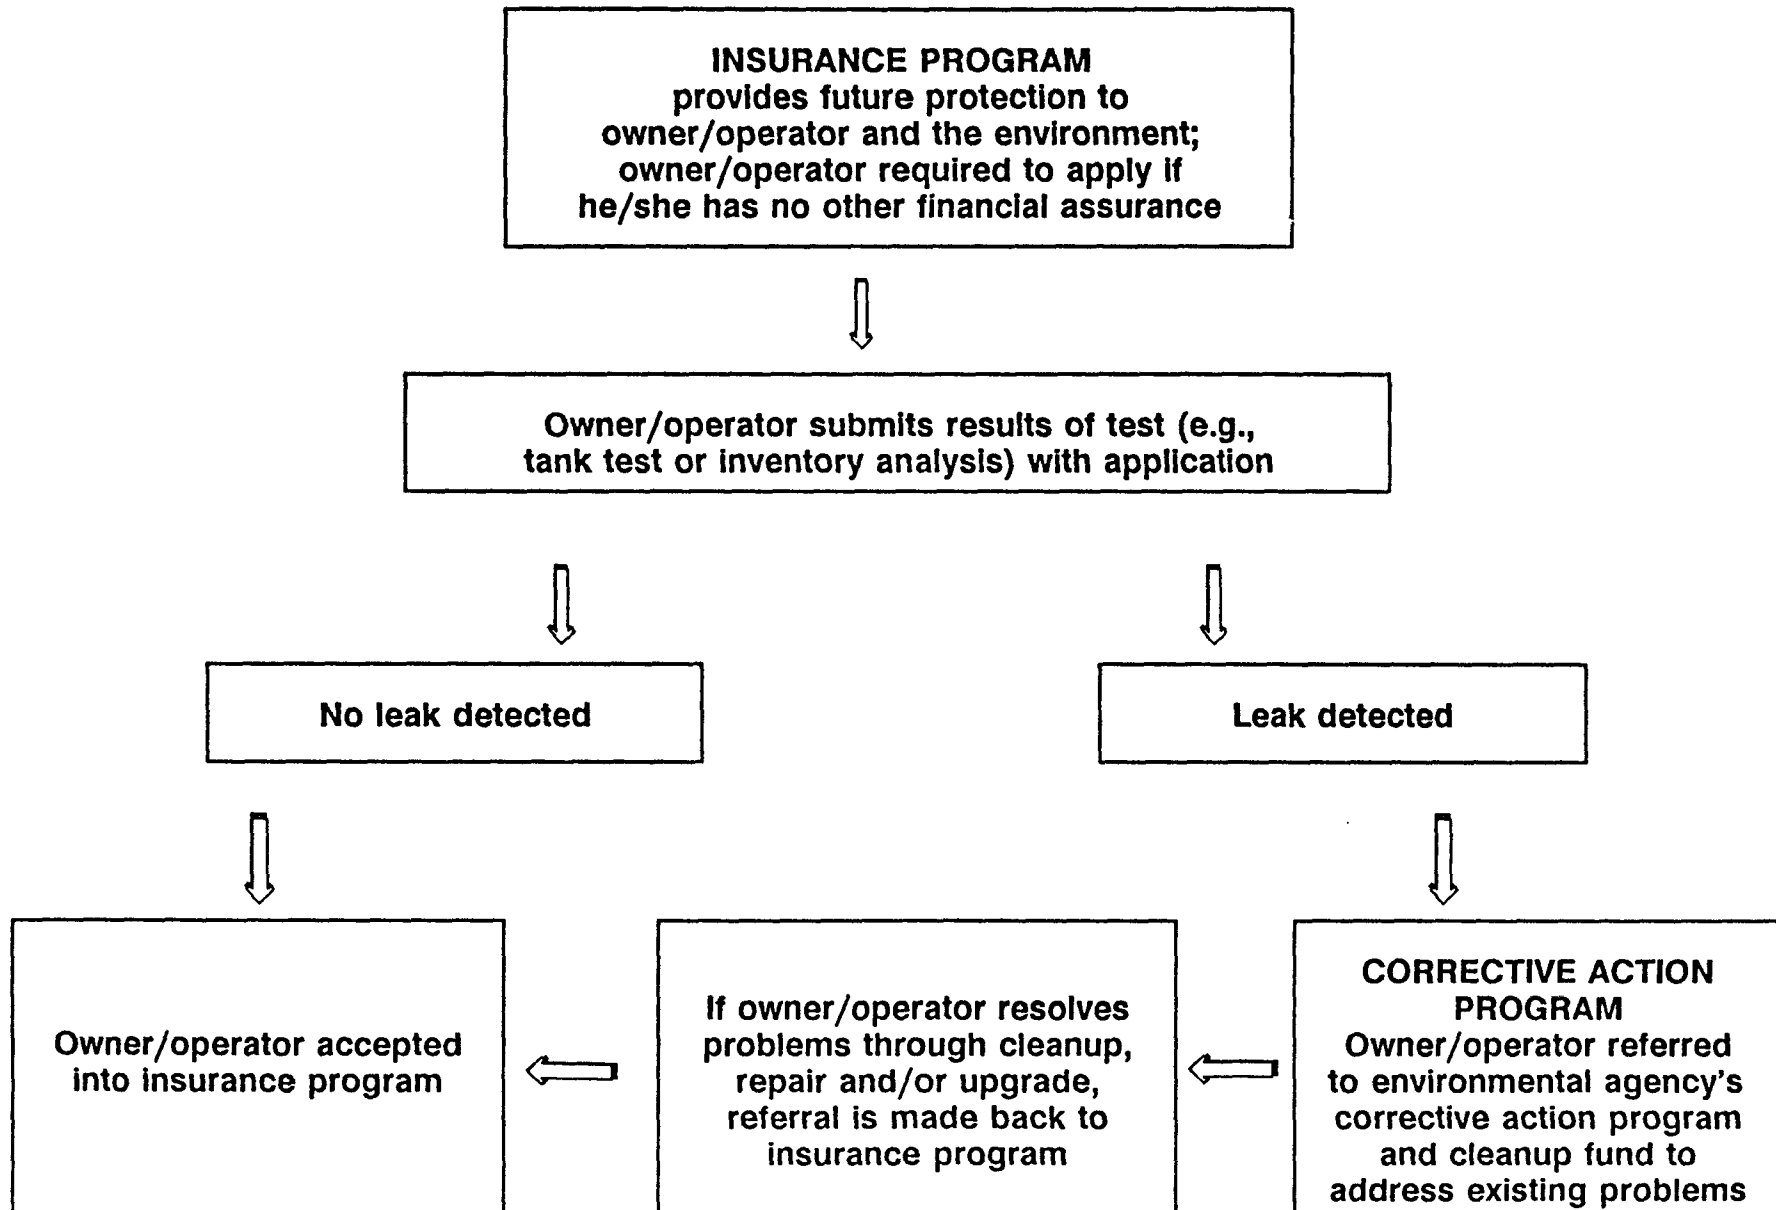 INSURANCE PROGRAM
provides future protection to
owner/operator and the environment;
owner/operator required to apply if
he/she has no other financial assurance
Owner/operator submits results of test (e.g.,
tank test or inventory analysis) with application
No leak detected
Leak detected
Owner/operator accepted
into insurance program
If owner/operator resolves
problems through cleanup,
repair and/or upgrade,
referral is made back to
insurance program
CORRECTIVE ACTION
PROGRAM
Owner/operator referred
to environmental agency's
corrective action program
and cleanup fund to
address existing problems